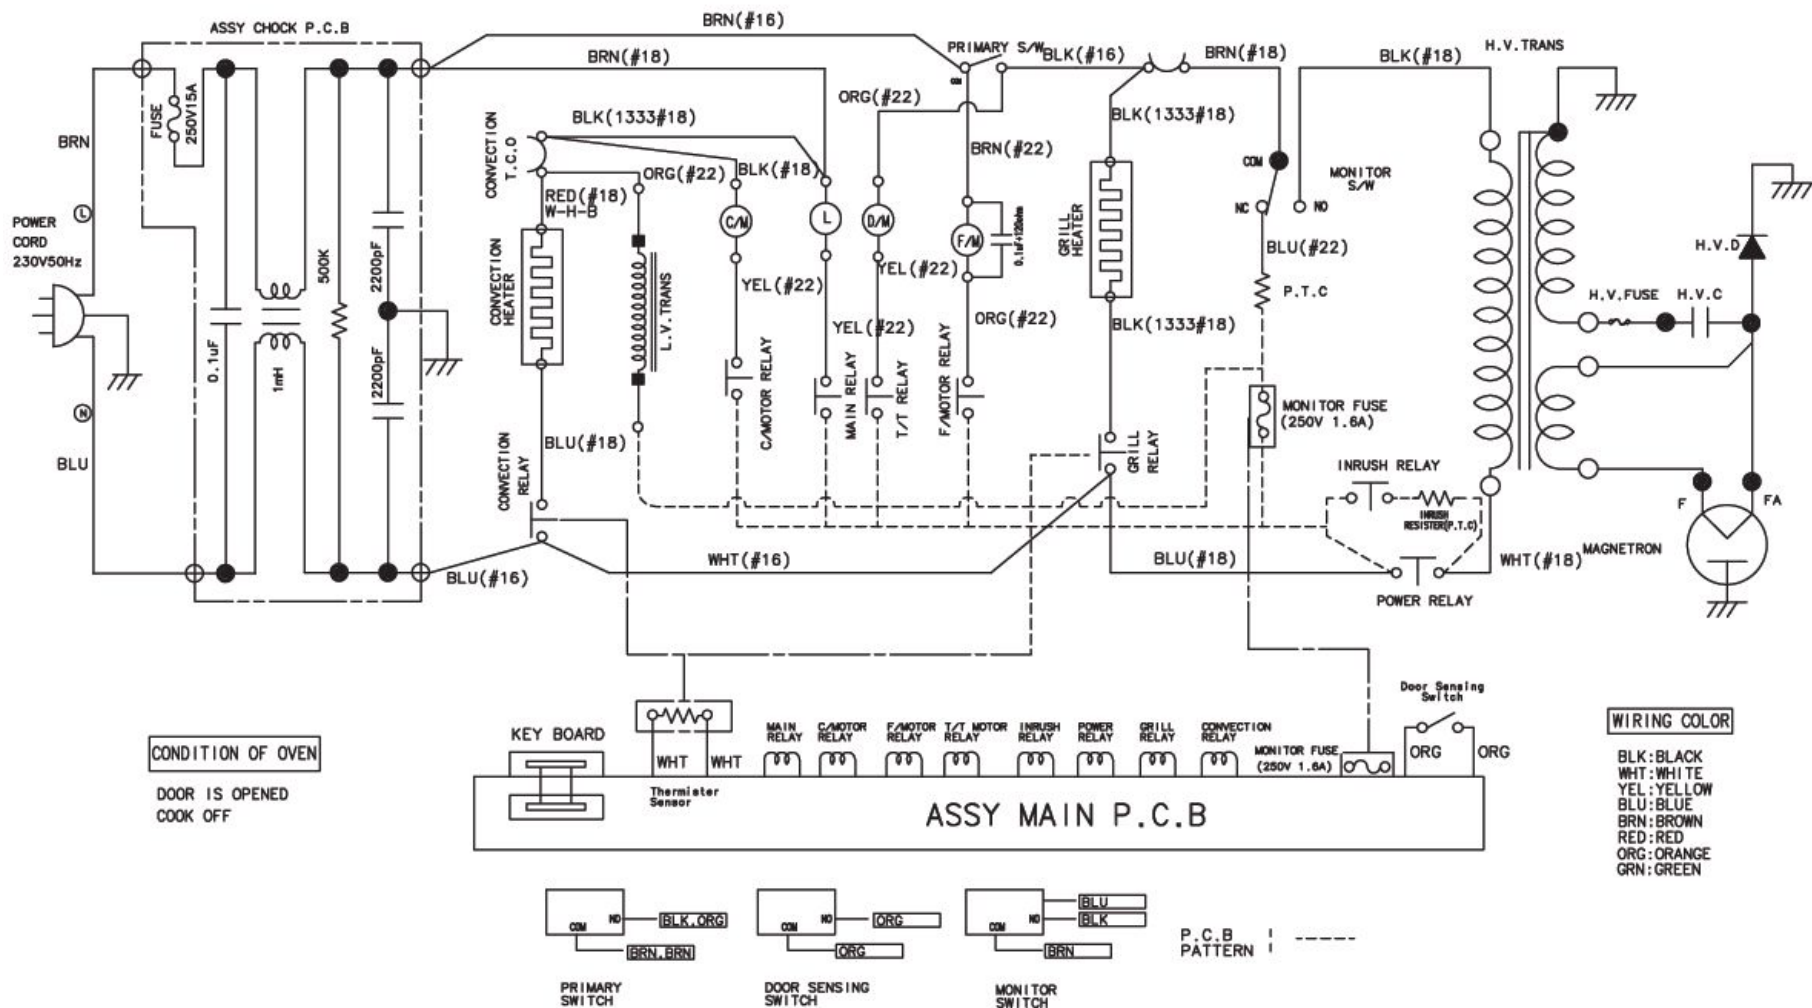 ASSY CHOCK P.C.B
BRN(#16)
BRN(#18)
PRIMARY S/W
COM
BLK(#16)
BRN(#18)
BLK(#18)
H.V.TRANS
FUSE
250V15A
BRN
L
POWER
CORD
230V50Hz
N
BLU
0.1uF
1mH
500K
2200pF
2200pF
CONVECTION
T.C.O
BLK(1333#18)
ORG(#22)
RED(#18)
W-H-B
ORG(#22)
BLK(#18)
BRN(#22)
BLK(1333#18)
COM
MONITOR
S/W
NC
NO
C/M
L
D/M
F/M
BLU(#22)
H.V.D
CONVECTION
HEATER
L.V.TRANS
YEL(#22)
YEL(#22)
YEL(#22)
ORG(#22)
GRILL
HEATER
P.T.C
H.V.FUSE
H.V.C
BLK(1333#18)
C/MOTOR RELAY
MAIN RELAY
T/T RELAY
F/MOTOR RELAY
MONITOR FUSE
(250V 1.6A)
BLU(#18)
CONVECTION
RELAY
GRILL
RELAY
INRUSH RELAY
INRUSH
RESISTER(P.T.C)
F
FA
WHT(#16)
BLU(#16)
BLU(#18)
WHT(#18)
MAGNETRON
POWER RELAY
CONDITION OF OVEN
DOOR IS OPENED
COOK OFF
KEY BOARD
WHT
WHT
Thermister
Sensor
MAIN
RELAY
C/MOTOR
RELAY
F/MOTOR
RELAY
T/T MOTOR
RELAY
INRUSH
RELAY
POWER
RELAY
GRILL
RELAY
CONVECTION
RELAY
MONITOR FUSE
(250V 1.6A)
Door Sensing
Switch
ORG
ORG
ASSY MAIN P.C.B
WIRING COLOR
BLK:BLACK
WHT:WHITE
YEL:YELLOW
BLU:BLUE
BRN:BROWN
RED:RED
ORG:ORANGE
GRN:GREEN
NO
COM
BLK.ORG
BRN.BRN
PRIMARY
SWITCH
NO
COM
ORG
ORG
DOOR SENSING
SWITCH
NO
COM
BLU
BLK
BRN
MONITOR
SWITCH
P.C.B
PATTERN